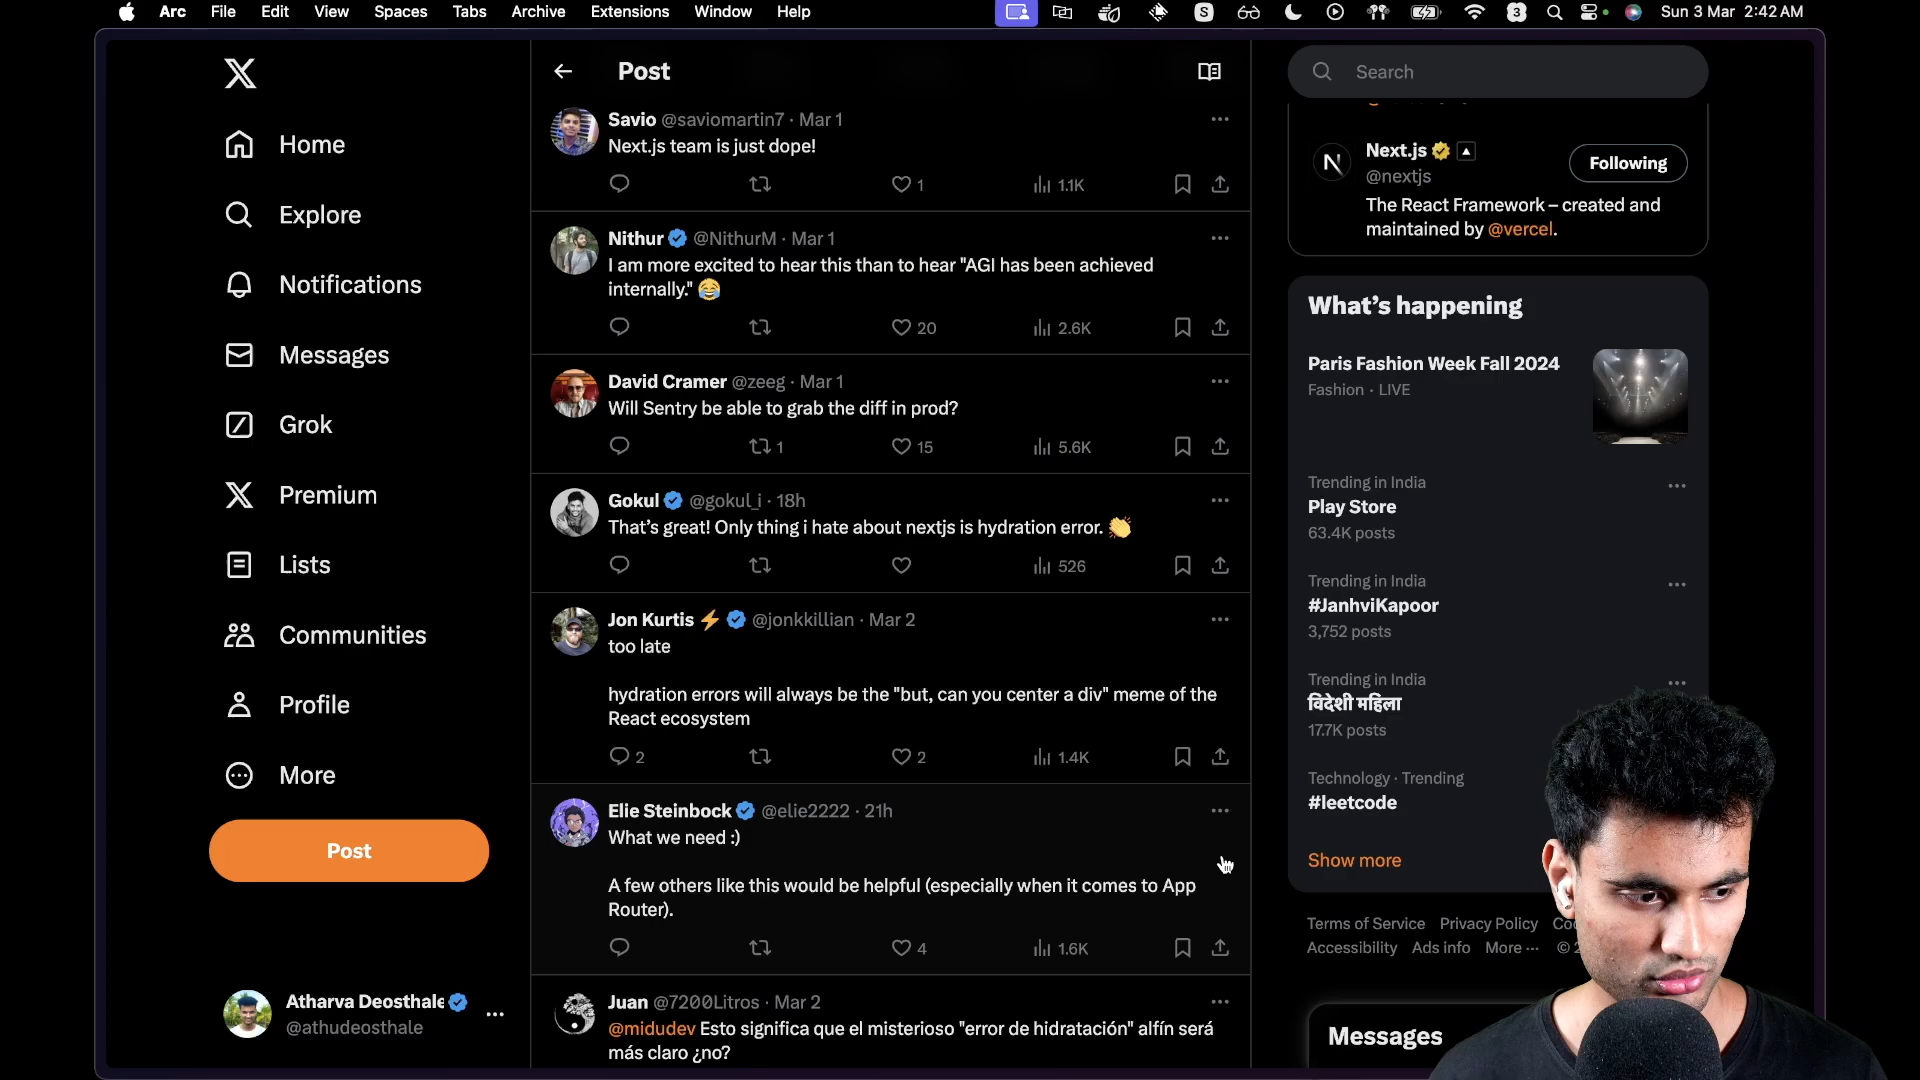 Arc File Edit View Spaces Tabs Archive Extensions Window Help S 3 Sun 3 Mar 2:42 AM
X
Home
Explore
Notifications
Messages
Grok
Premium
Lists
Communities
Profile
More
Post
Atharva Deosthale
@athudeosthale
Post
Savio @saviomartin7 · Mar 1
Next.js team is just dope!
1 1.1K
Nithur @NithurM · Mar 1
I am more excited to hear this than to hear "AGI has been achieved
internally." 😂
20 2.6K
David Cramer @zeeg · Mar 1
Will Sentry be able to grab the diff in prod?
1 15 5.6K
Gokul @gokul_i · 18h
That's great! Only thing i hate about nextjs is hydration error. 👏
526
Jon Kurtis ⚡ @jonkkillian · Mar 2
too late
hydration errors will always be the "but, can you center a div" meme of the
React ecosystem
2 2 1.4K
Elie Steinbock @elie2222 · 21h
What we need :)
A few others like this would be helpful (especially when it comes to App
Router).
4 1.6K
Juan @7200Litros · Mar 2
@midudev Esto significa que el misterioso "error de hidratación" alfín será
más claro ¿no?
Search
Next.js
@nextjs
Following
The React Framework – created and
maintained by @vercel.
What's happening
Paris Fashion Week Fall 2024
Fashion · LIVE
Trending in India
Play Store
63.4K posts
Trending in India
#JanhviKapoor
3,752 posts
Trending in India
विदेशी महिला
17.7K posts
Technology · Trending
#leetcode
Show more
Terms of Service Privacy Policy
Accessibility Ads info More ··· ©
Messages